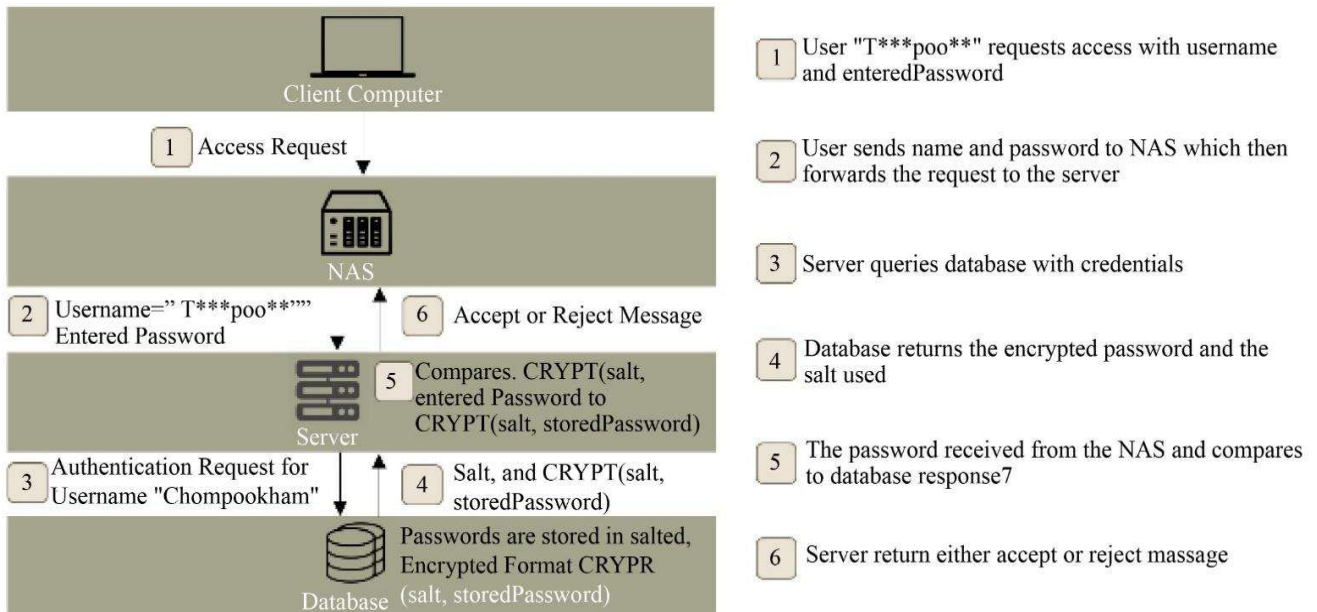 Client Computer
1 Access Request
NAS
2 Username=” T***poo**””
Entered Password
6 Accept or Reject Message
5 Compares. CRYPT(salt,
entered Password to
CRYPT(salt, storedPassword)
Server
3 Authentication Request for
Username "Chompookham"
4 Salt, and CRYPT(salt,
storedPassword)
Passwords are stored in salted,
Encrypted Format CRYPR
(salt, storedPassword)
Database
1 User "T***poo**" requests access with username
and enteredPassword
2 User sends name and password to NAS which then
forwards the request to the server
3 Server queries database with credentials
4 Database returns the encrypted password and the
salt used
5 The password received from the NAS and compares
to database response7
6 Server return either accept or reject massage